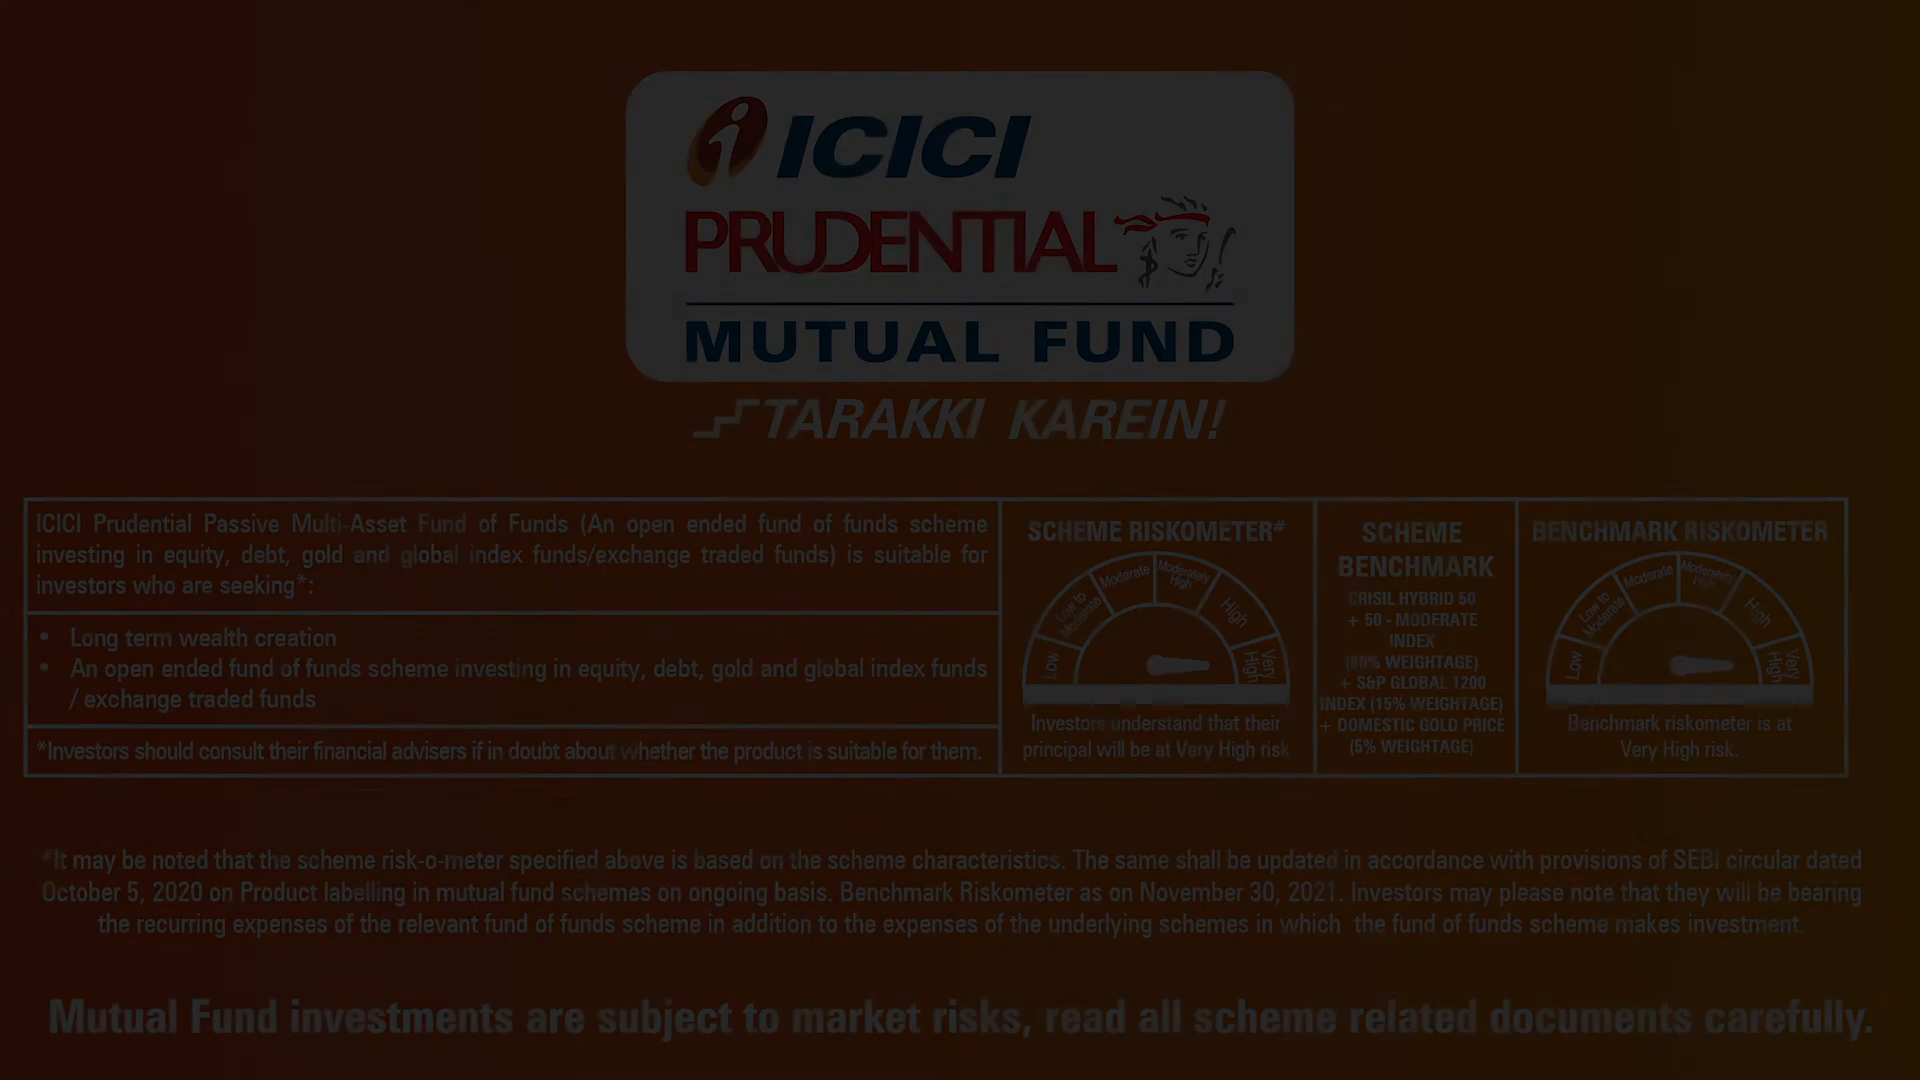 ICICI
PRUDENTIAL
MUTUAL FUND
TARAKKI KAREIN!
ICICI Prudential Passive Multi-Asset Fund of Funds (An open ended fund of funds scheme
investing in equity, debt, gold and global index funds/exchange traded funds) is suitable for
investors who are seeking*:
• Long term wealth creation
• An open ended fund of funds scheme investing in equity, debt, gold and global index funds
/ exchange traded funds
*Investors should consult their financial advisers if in doubt about whether the product is suitable for them.
SCHEME RISKOMETER#
Low
Low to
Moderate
Moderate
Moderately
High
High
Very
High
Investors understand that their
principal will be at Very High risk
SCHEME
BENCHMARK
CRISIL HYBRID 50
+ 50 - MODERATE
INDEX
(80% WEIGHTAGE)
+ S&P GLOBAL 1200
INDEX (15% WEIGHTAGE)
+ DOMESTIC GOLD PRICE
(5% WEIGHTAGE)
BENCHMARK RISKOMETER
Low
Low to
Moderate
Moderate
Moderately
High
High
Very
High
Benchmark riskometer is at
Very High risk.
#It may be noted that the scheme risk-o-meter specified above is based on the scheme characteristics. The same shall be updated in accordance with provisions of SEBI circular dated
October 5, 2020 on Product labelling in mutual fund schemes on ongoing basis. Benchmark Riskometer as on November 30, 2021. Investors may please note that they will be bearing
the recurring expenses of the relevant fund of funds scheme in addition to the expenses of the underlying schemes in which the fund of funds scheme makes investment.
Mutual Fund investments are subject to market risks, read all scheme related documents carefully.